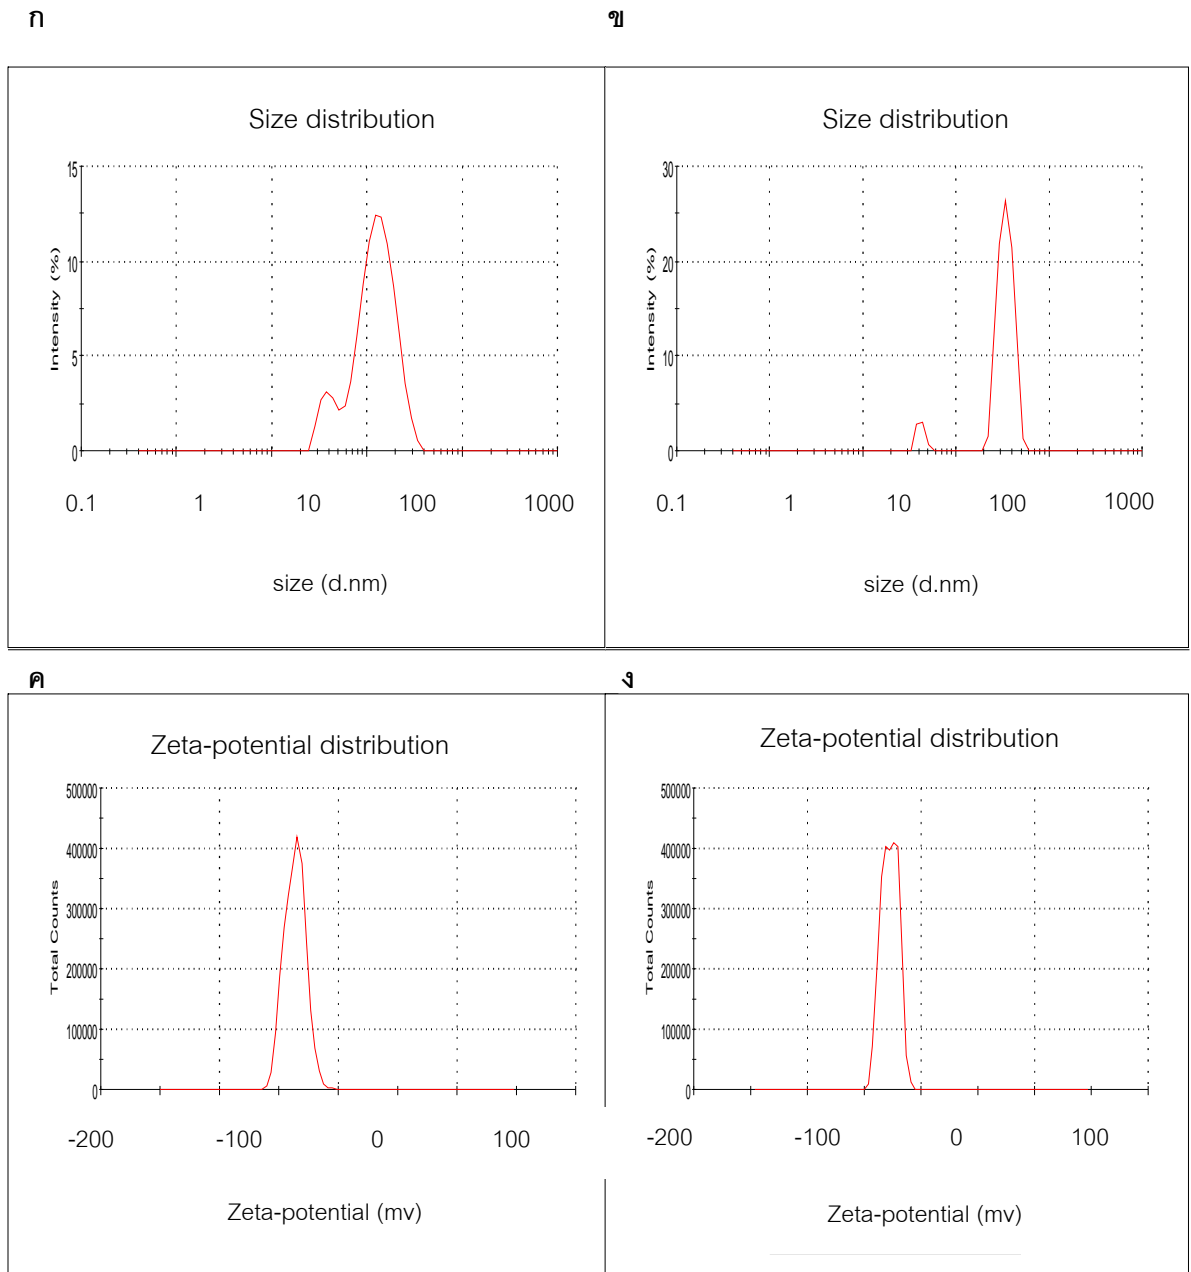 ก
ข
Size distribution
15
10
5
0
Intensity (%)
0.1 1 10 100 1000
size (d.nm)
Size distribution
30
20
10
0
Intensity (%)
0.1 1 10 100 1000
size (d.nm)
ค
ง
Zeta-potential distribution
500000
400000
300000
200000
100000
0
Total Counts
-200 -100 0 100
Zeta-potential (mv)
Zeta-potential distribution
500000
400000
300000
200000
100000
0
Total Counts
-200 -100 0 100
Zeta-potential (mv)